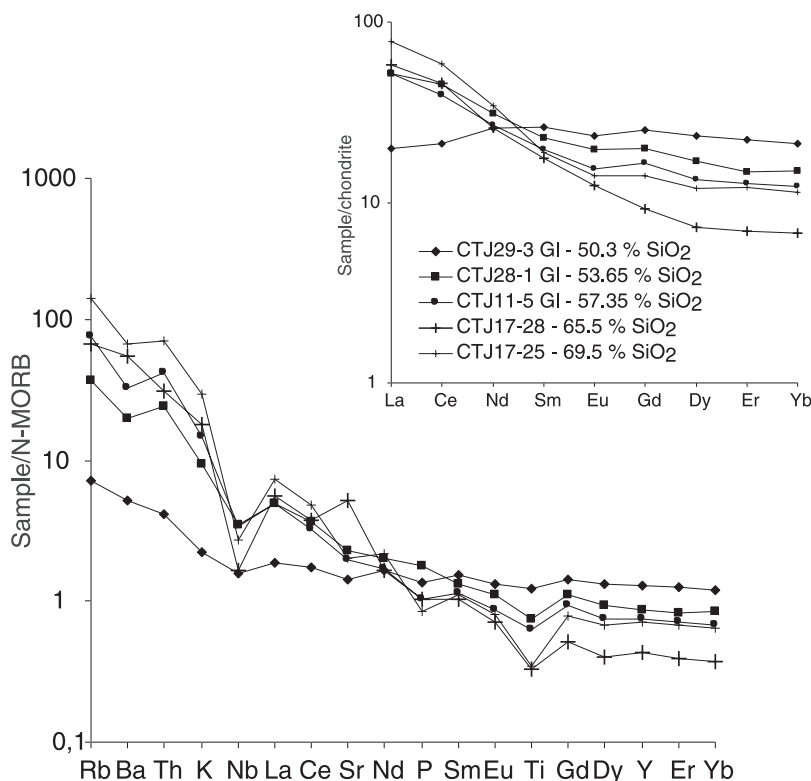 100
Sample/chondrite
10
1
CTJ29-3 GI - 50.3 % SiO2
CTJ28-1 GI - 53.65 % SiO2
CTJ11-5 GI - 57.35 % SiO2
CTJ17-28 - 65.5 % SiO2
CTJ17-25 - 69.5 % SiO2
La Ce Nd Sm Eu Gd Dy Er Yb
1000
100
10
1
0,1
Sample/N-MORB
Rb Ba Th K Nb La Ce Sr Nd P Sm Eu Ti Gd Dy Y Er Yb